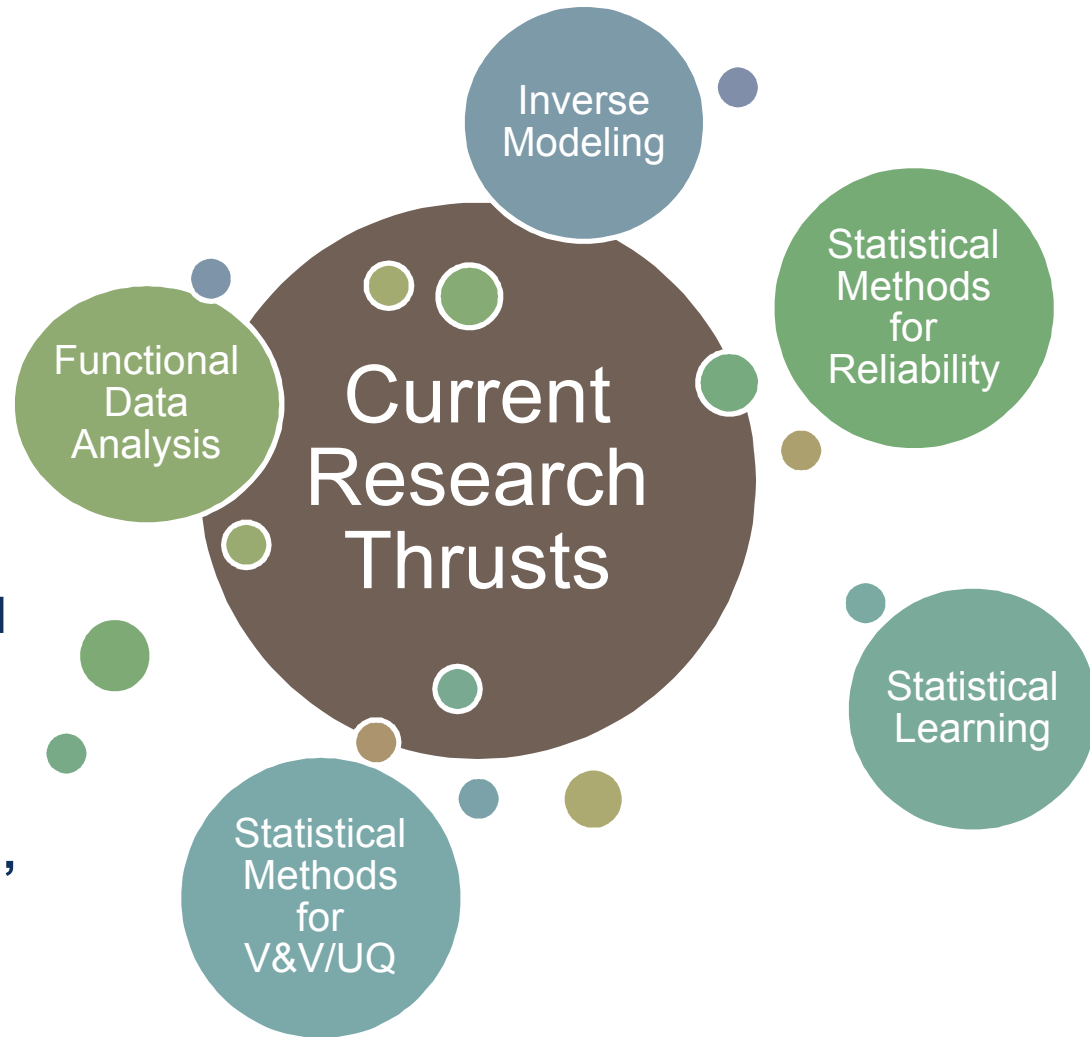 Inverse
Modeling
Statistical
Methods
for
Reliability
Functional
Data
Analysis
Current
Research
Thrusts
Statistical
Learning
Statistical
Methods
for
V&V/UQ
,